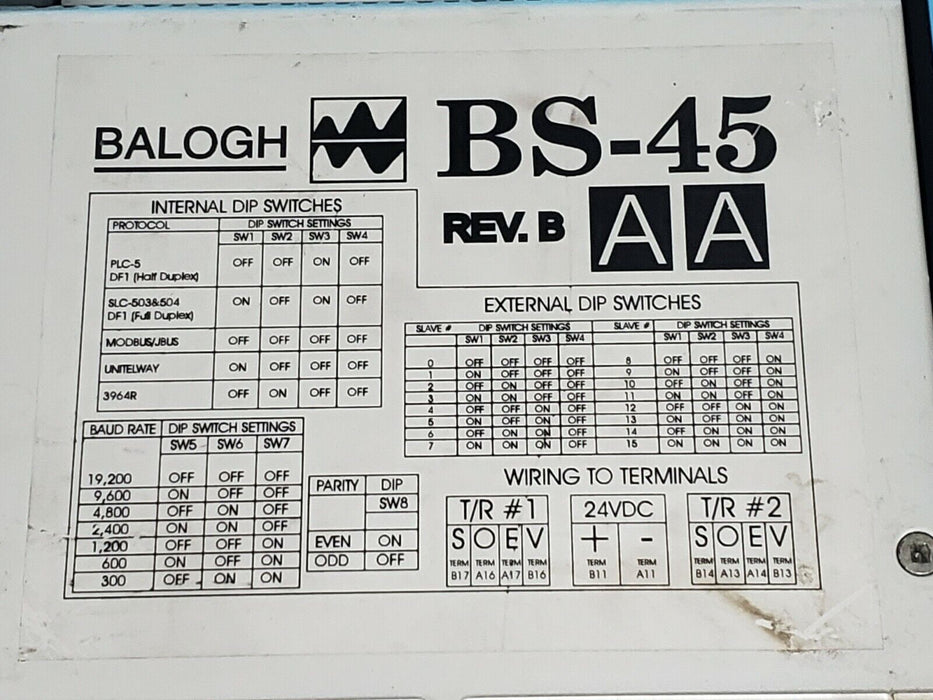 BALOGH
BS-45
REV. B AA
INTERNAL DIP SWITCHES
PROTOCOL DIP SWITCH SETTINGS
SW1 SW2 SW3 SW4
PLC-5
DF1 (Half Duplex) OFF OFF ON OFF
SLC-503&504
DF1 (Full Duplex) ON OFF ON OFF
MODBUS/JBUS OFF OFF OFF OFF
UNITELWAY ON OFF OFF OFF
3964R OFF ON OFF OFF
EXTERNAL DIP SWITCHES
SLAVE # DIP SWITCH SETTINGS SLAVE # DIP SWITCH SETTINGS
SW1 SW2 SW3 SW4 SW1 SW2 SW3 SW4
0 OFF OFF OFF OFF 8 OFF OFF OFF ON
1 ON OFF OFF OFF 9 ON OFF OFF ON
2 OFF ON OFF OFF 10 OFF ON OFF ON
3 ON ON OFF OFF 11 ON ON OFF ON
4 OFF OFF ON OFF 12 OFF OFF ON ON
5 ON OFF ON OFF 13 ON OFF ON ON
6 OFF ON ON OFF 14 OFF ON ON ON
7 ON ON ON OFF 15 ON ON ON ON
BAUD RATE DIP SWITCH SETTINGS
SW5 SW6 SW7
19,200 OFF OFF OFF
9,600 ON OFF OFF
4,800 OFF ON OFF
2,400 ON ON OFF
1,200 OFF OFF ON
600 ON OFF ON
300 OFF ON ON
PARITY DIP
SW8
EVEN ON
ODD OFF
WIRING TO TERMINALS
T/R #1 24VDC T/R #2
S O E V + - S O E V
TERM TERM TERM TERM TERM TERM TERM TERM TERM TERM
B17 A16 A17 B16 B11 A11 B14 A13 A14 B13